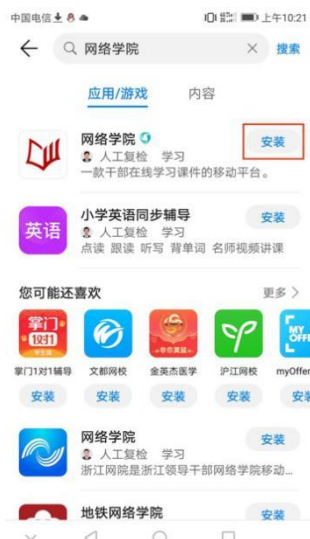 中国电信 上午10:21
网络学院 搜索
应用/游戏 内容
网络学院 安装
人工复检 学习
一款干部在线学习课件的移动平台。
英语 小学英语同步辅导 安装
人工复检 学习
点读 跟读 听写 背单词 名师视频讲课
您可能还喜欢 更多
掌门
1对1
MY
OFF
掌门1对1辅导 文都网校 金英杰医学 沪江网校 myOffer
安装 安装 安装 安装 安
网络学院 安装
人工复检 学习
浙江网院是浙江领导干部网络学院移动...
地铁网络学院 安装